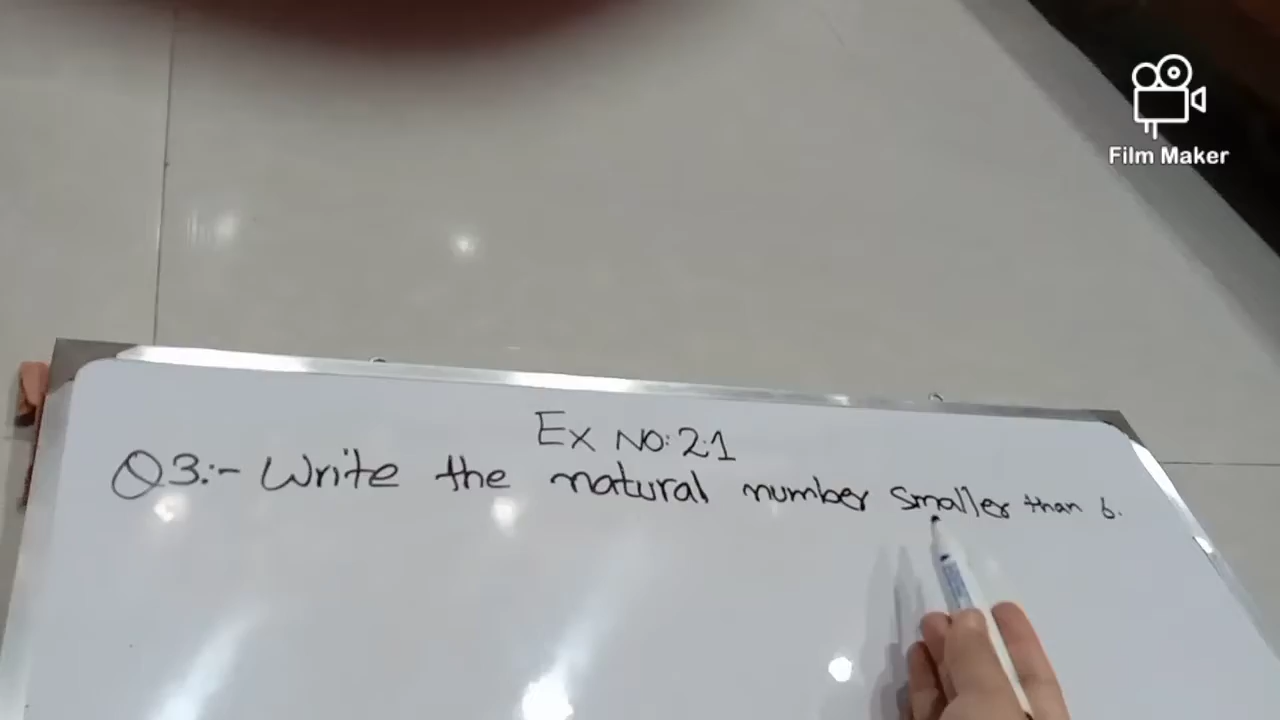 Film Maker
Ex NO: 2.1
Q3:- Write the natural number smaller than 6.